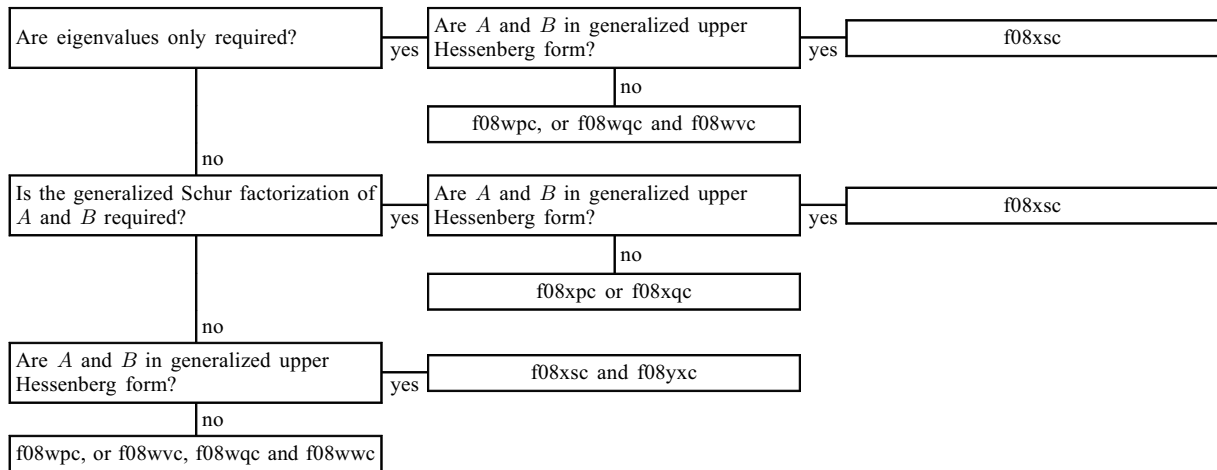 Are eigenvalues only required?
yes
Are A and B in generalized upper
Hessenberg form?
yes
f08xsc
no
f08wpc, or f08wqc and f08wvc
no
Is the generalized Schur factorization of
A and B required?
yes
Are A and B in generalized upper
Hessenberg form?
yes
f08xsc
no
f08xpc or f08xqc
no
Are A and B in generalized upper
Hessenberg form?
yes
f08xsc and f08yxc
no
f08wpc, or f08wvc, f08wqc and f08wwc